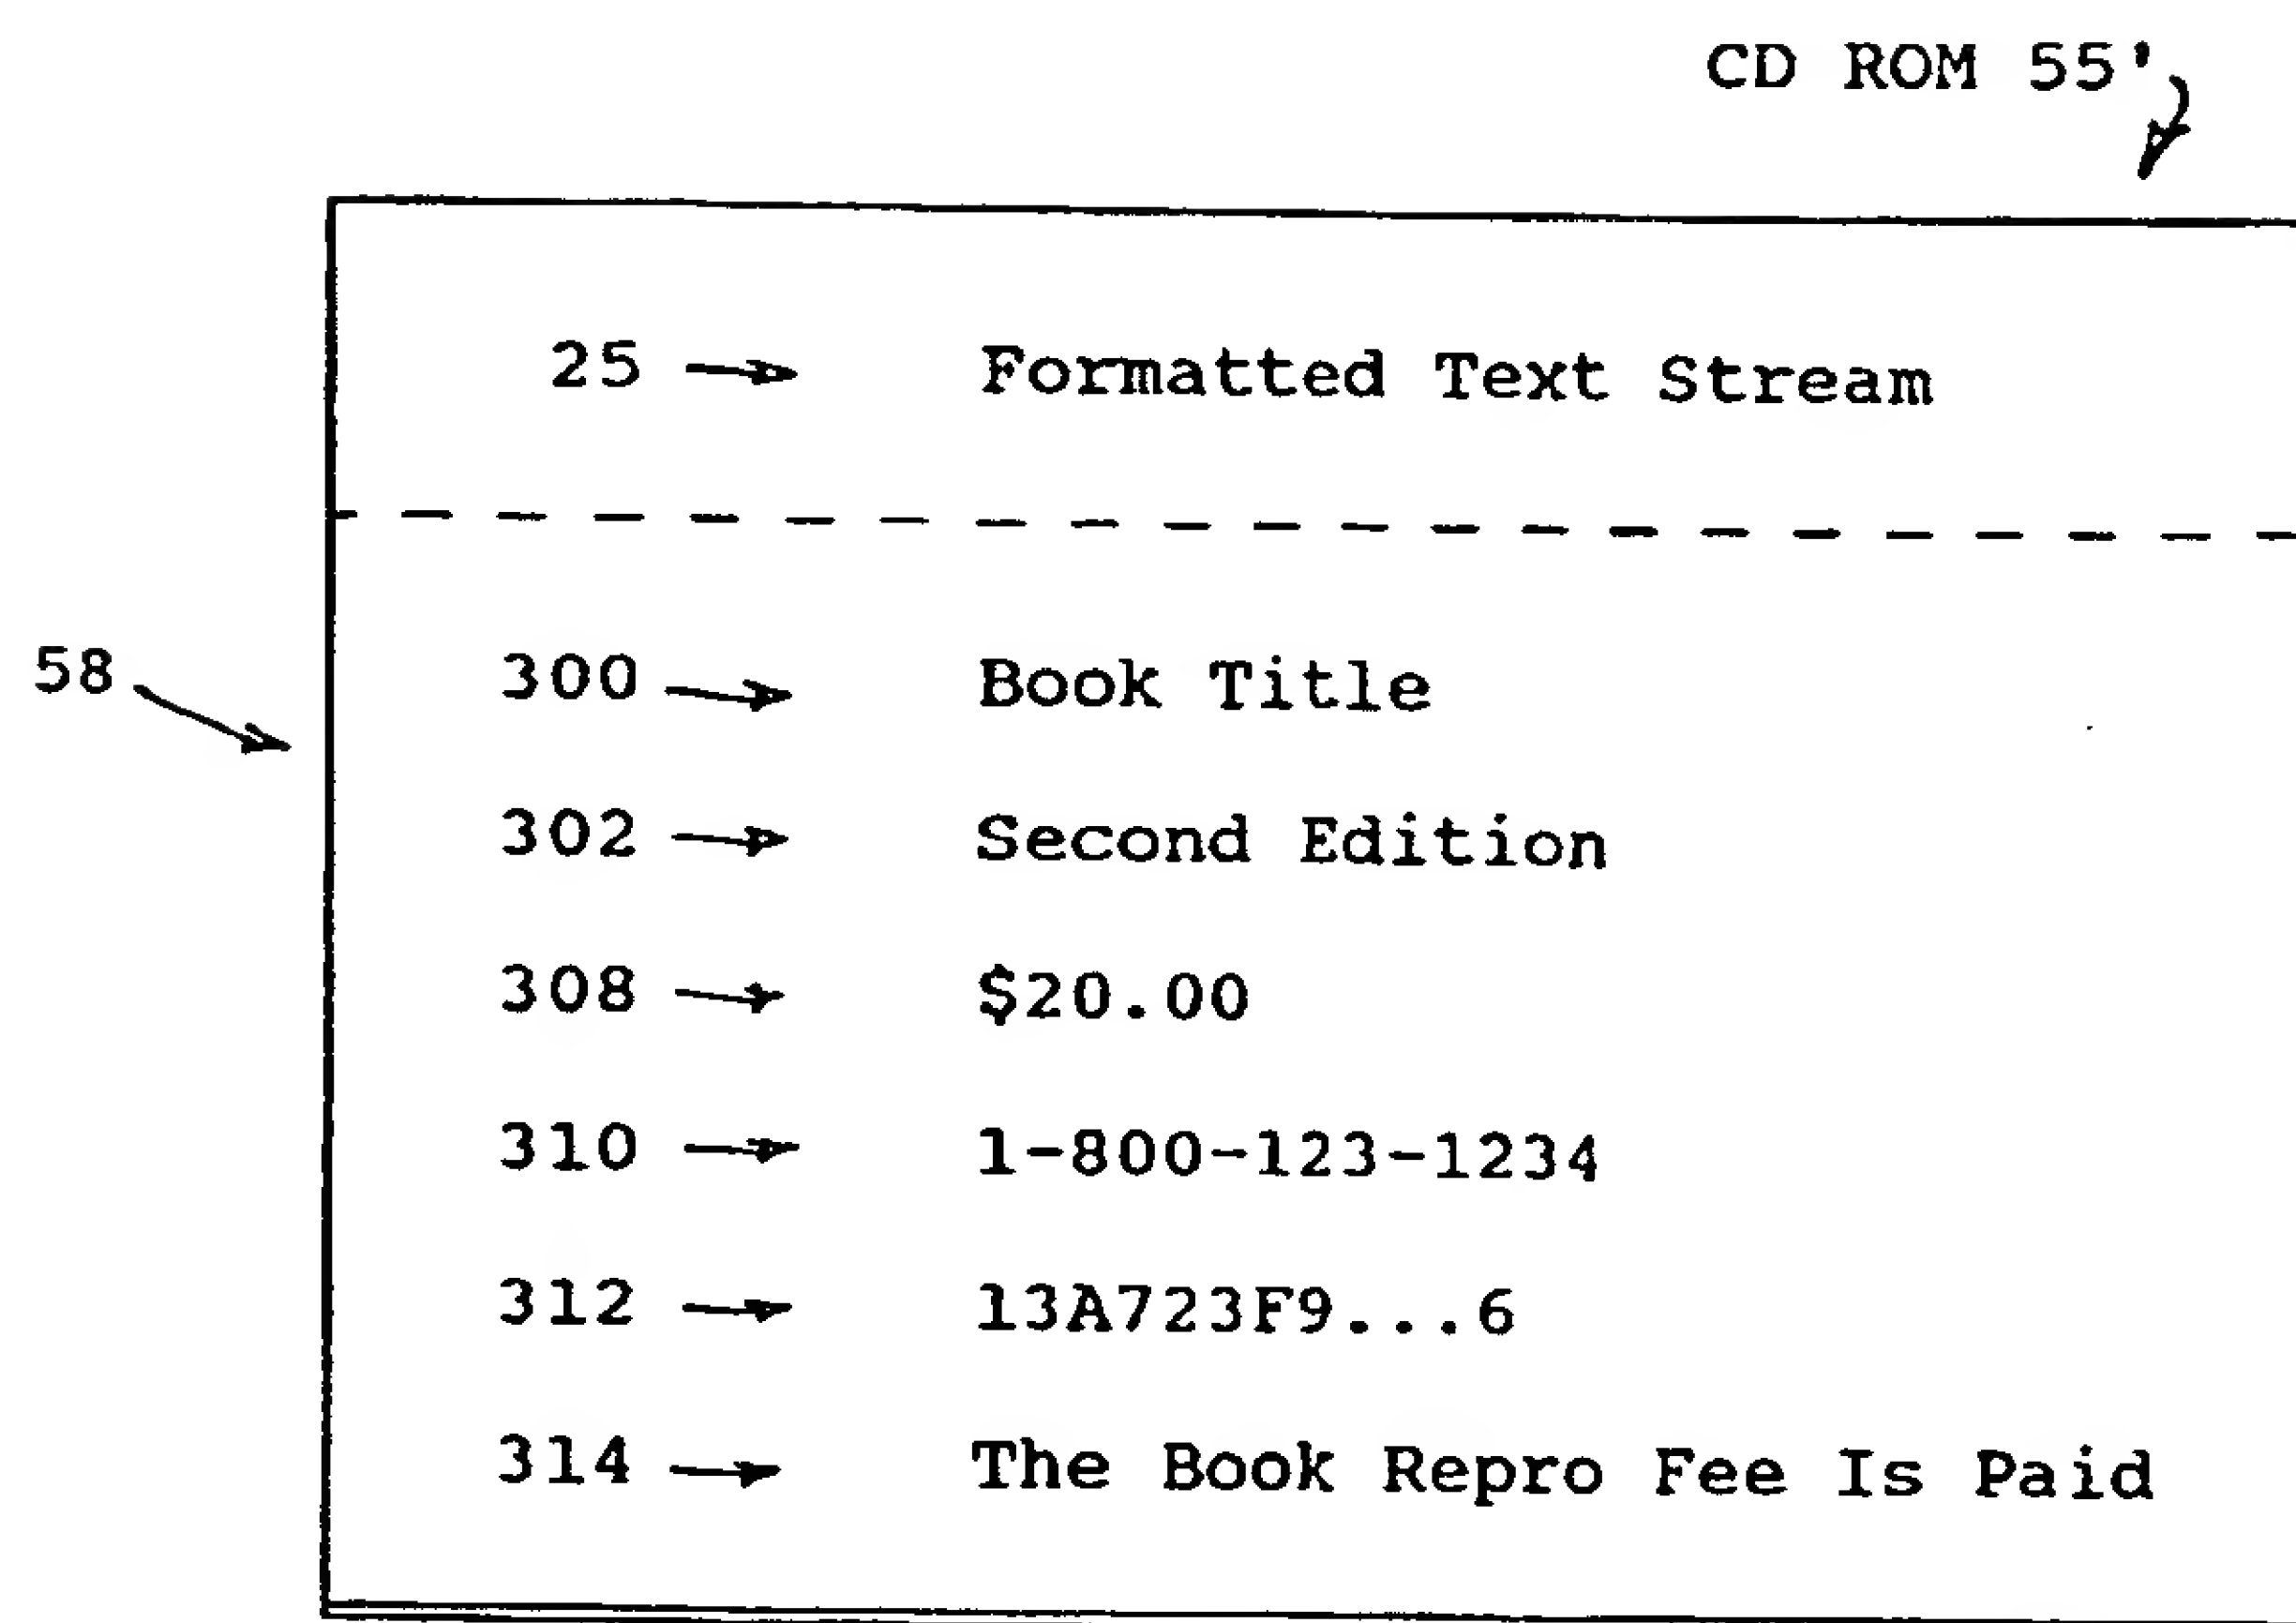 CD ROM 55'
25 → Formatted Text Stream
58
300 → Book Title
302 → Second Edition
308 → $20.00
310 → 1-800-123-1234
312 → 13A723F9...6
314 → The Book Repro Fee Is Paid